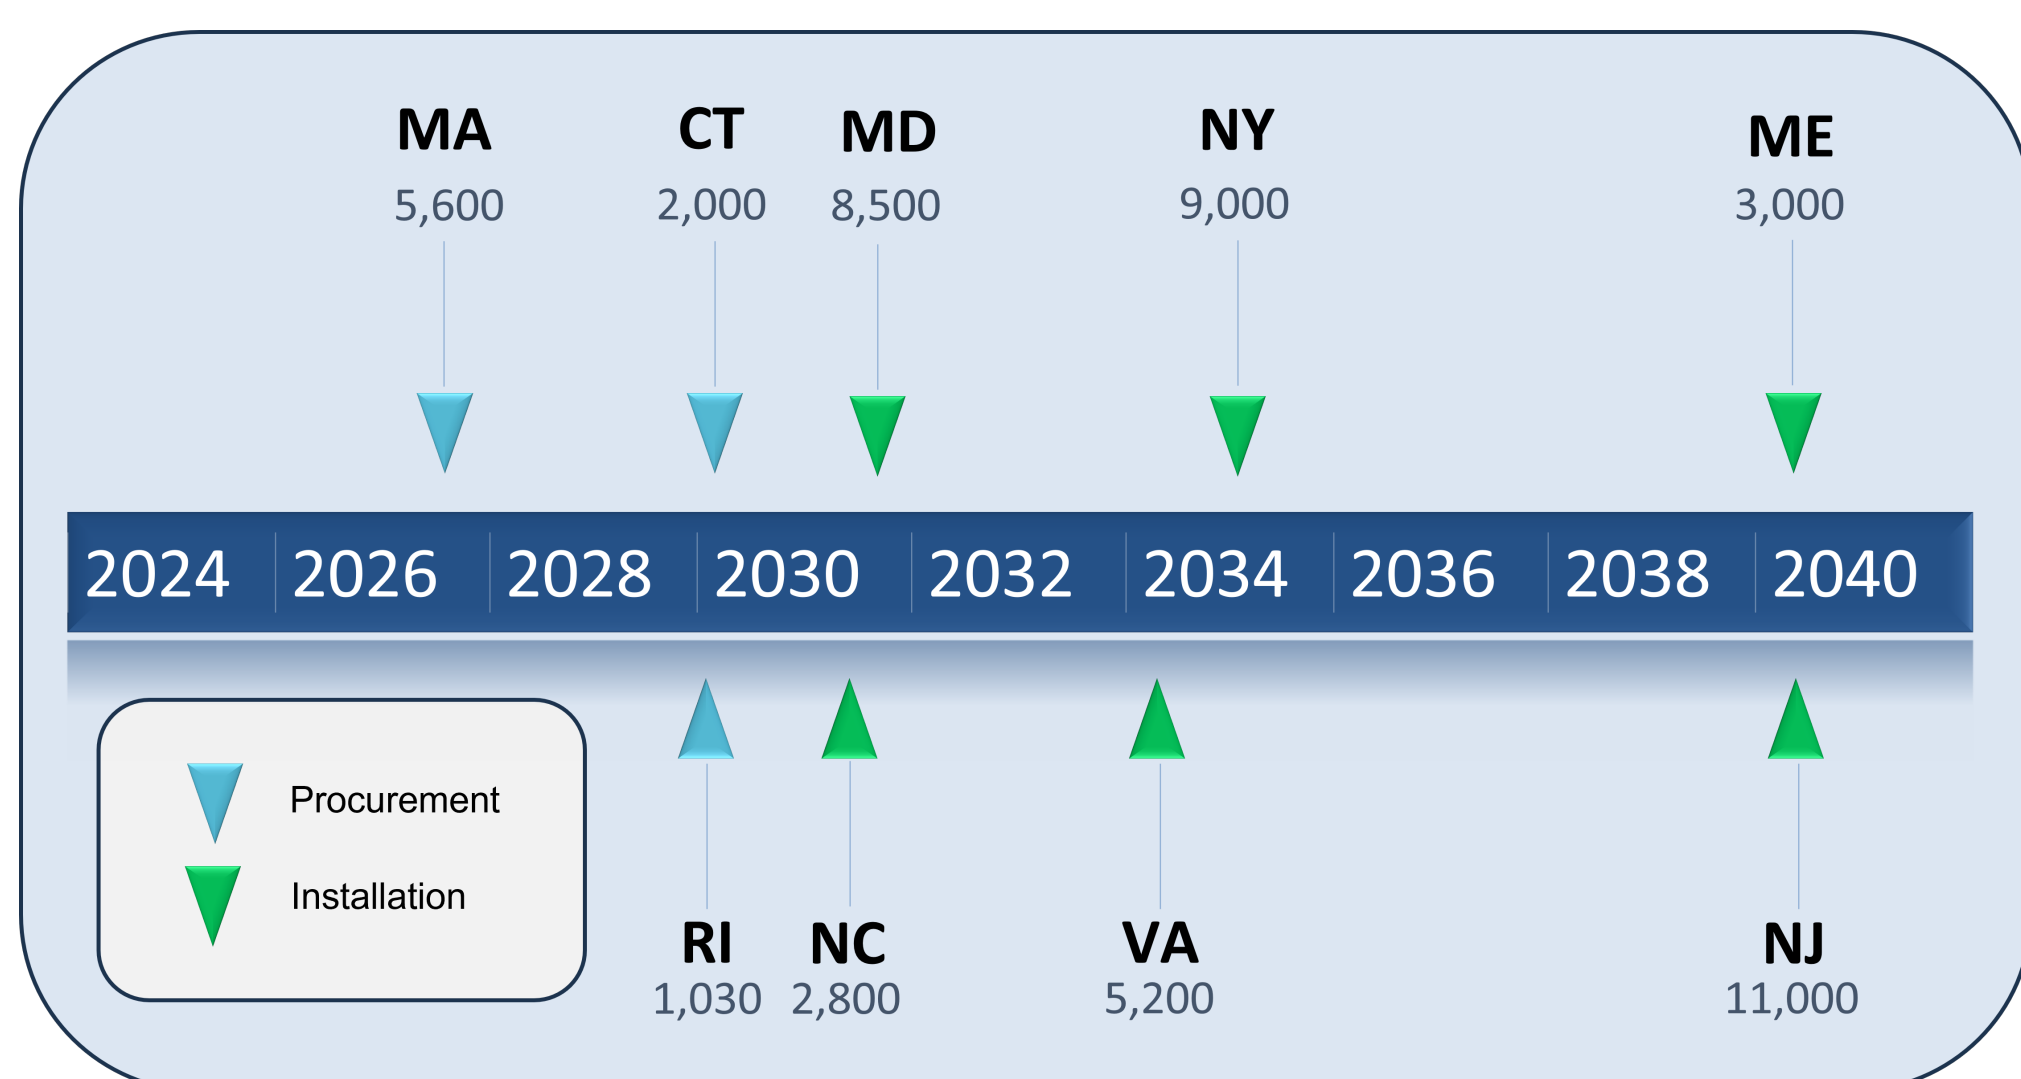 MA CT MD NY ME
5,600 2,000 8,500 9,000 3,000
2024 2026 2028 2030 2032 2034 2036 2038 2040
Procurement
Installation
RI NC VA NJ
1,030 2,800 5,200 11,000